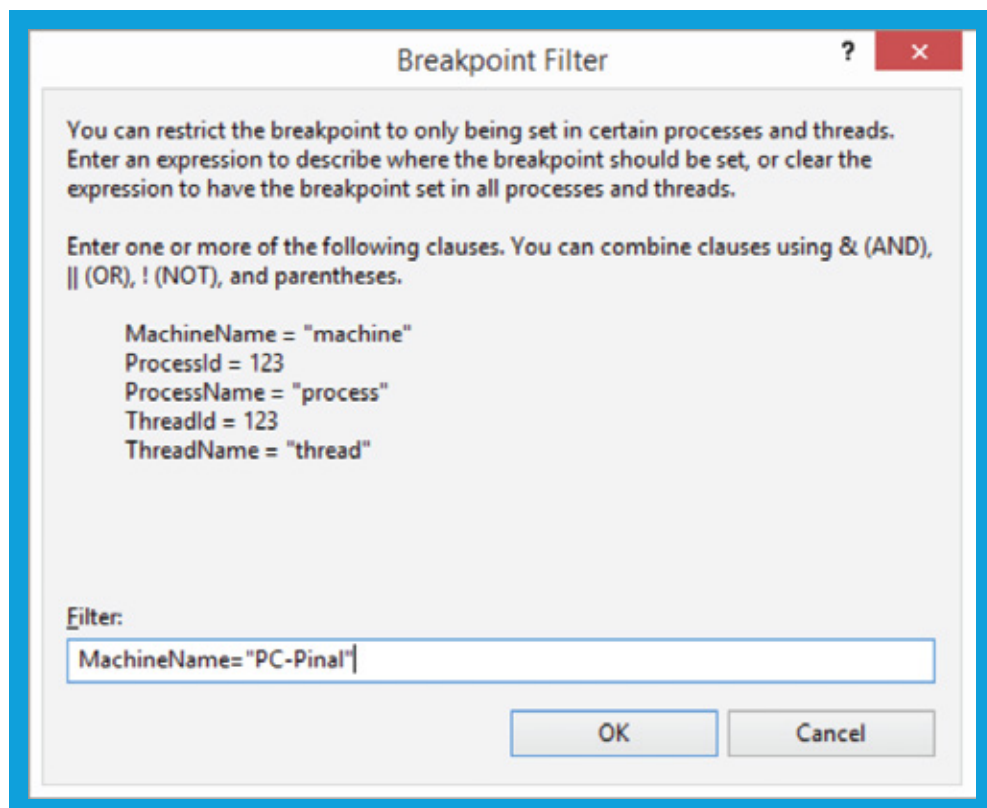 Breakpoint Filter
?
You can restrict the breakpoint to only being set in certain processes and threads.
Enter an expression to describe where the breakpoint should be set, or clear the
expression to have the breakpoint set in all processes and threads.
Enter one or more of the following clauses. You can combine clauses using & (AND),
|| (OR), ! (NOT), and parentheses.
MachineName = "machine"
ProcessId = 123
ProcessName = "process"
ThreadId = 123
ThreadName = "thread"
Filter:
MachineName="PC-Pinal"
OK Cancel